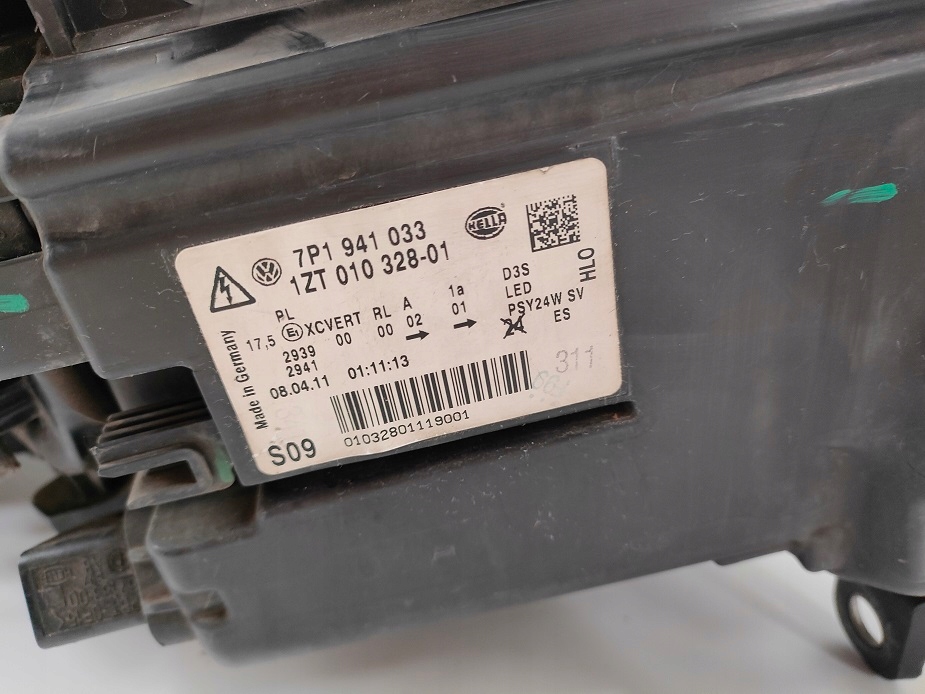 7P1 941 033
1ZT 010 328-01
HELLA
HLO
Made in Germany
PL
17,5 E1 XCVERT RL A 1a
00 00 02 01
2939
2941
D3S
LED
PSY24W SV
24 ES
08.04.11 01:11:13
311
01032801119001
S09